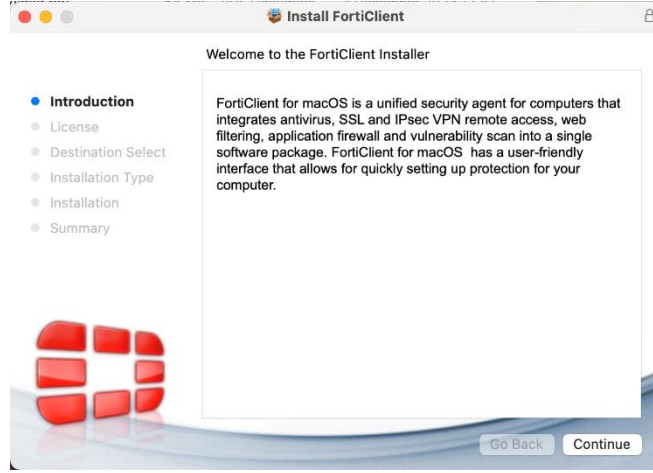 Install FortiClient
Welcome to the FortiClient Installer
Introduction
License
Destination Select
Installation Type
Installation
Summary
FortiClient for macOS is a unified security agent for computers that
integrates antivirus, SSL and IPsec VPN remote access, web
filtering, application firewall and vulnerability scan into a single
software package. FortiClient for macOS has a user-friendly
interface that allows for quickly setting up protection for your
computer.
Go Back
Continue